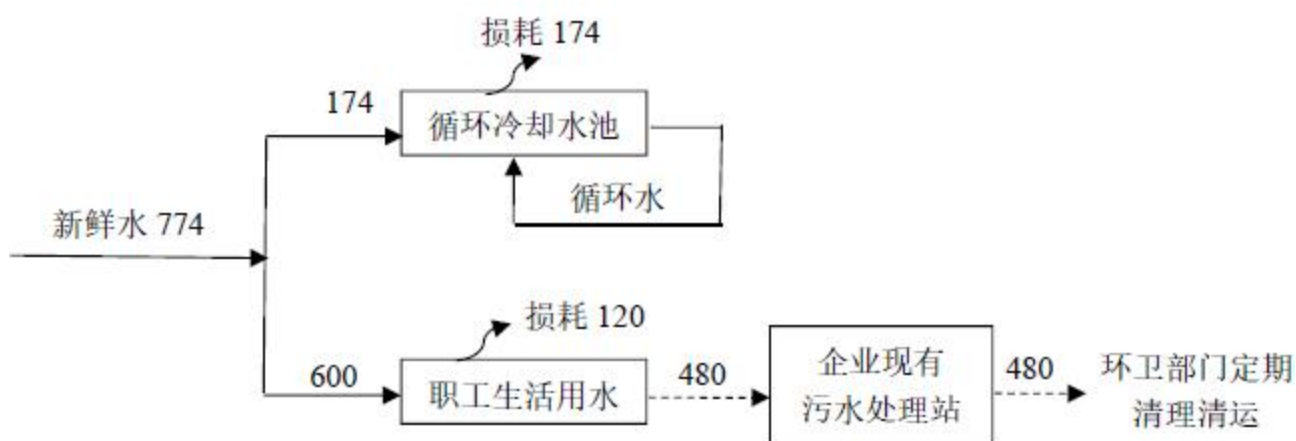 损耗 174
174
循环冷却水池
循环水
新鲜水 774
损耗 120
600
职工生活用水
480
企业现有
污水处理站
480
环卫部门定期
清理清运